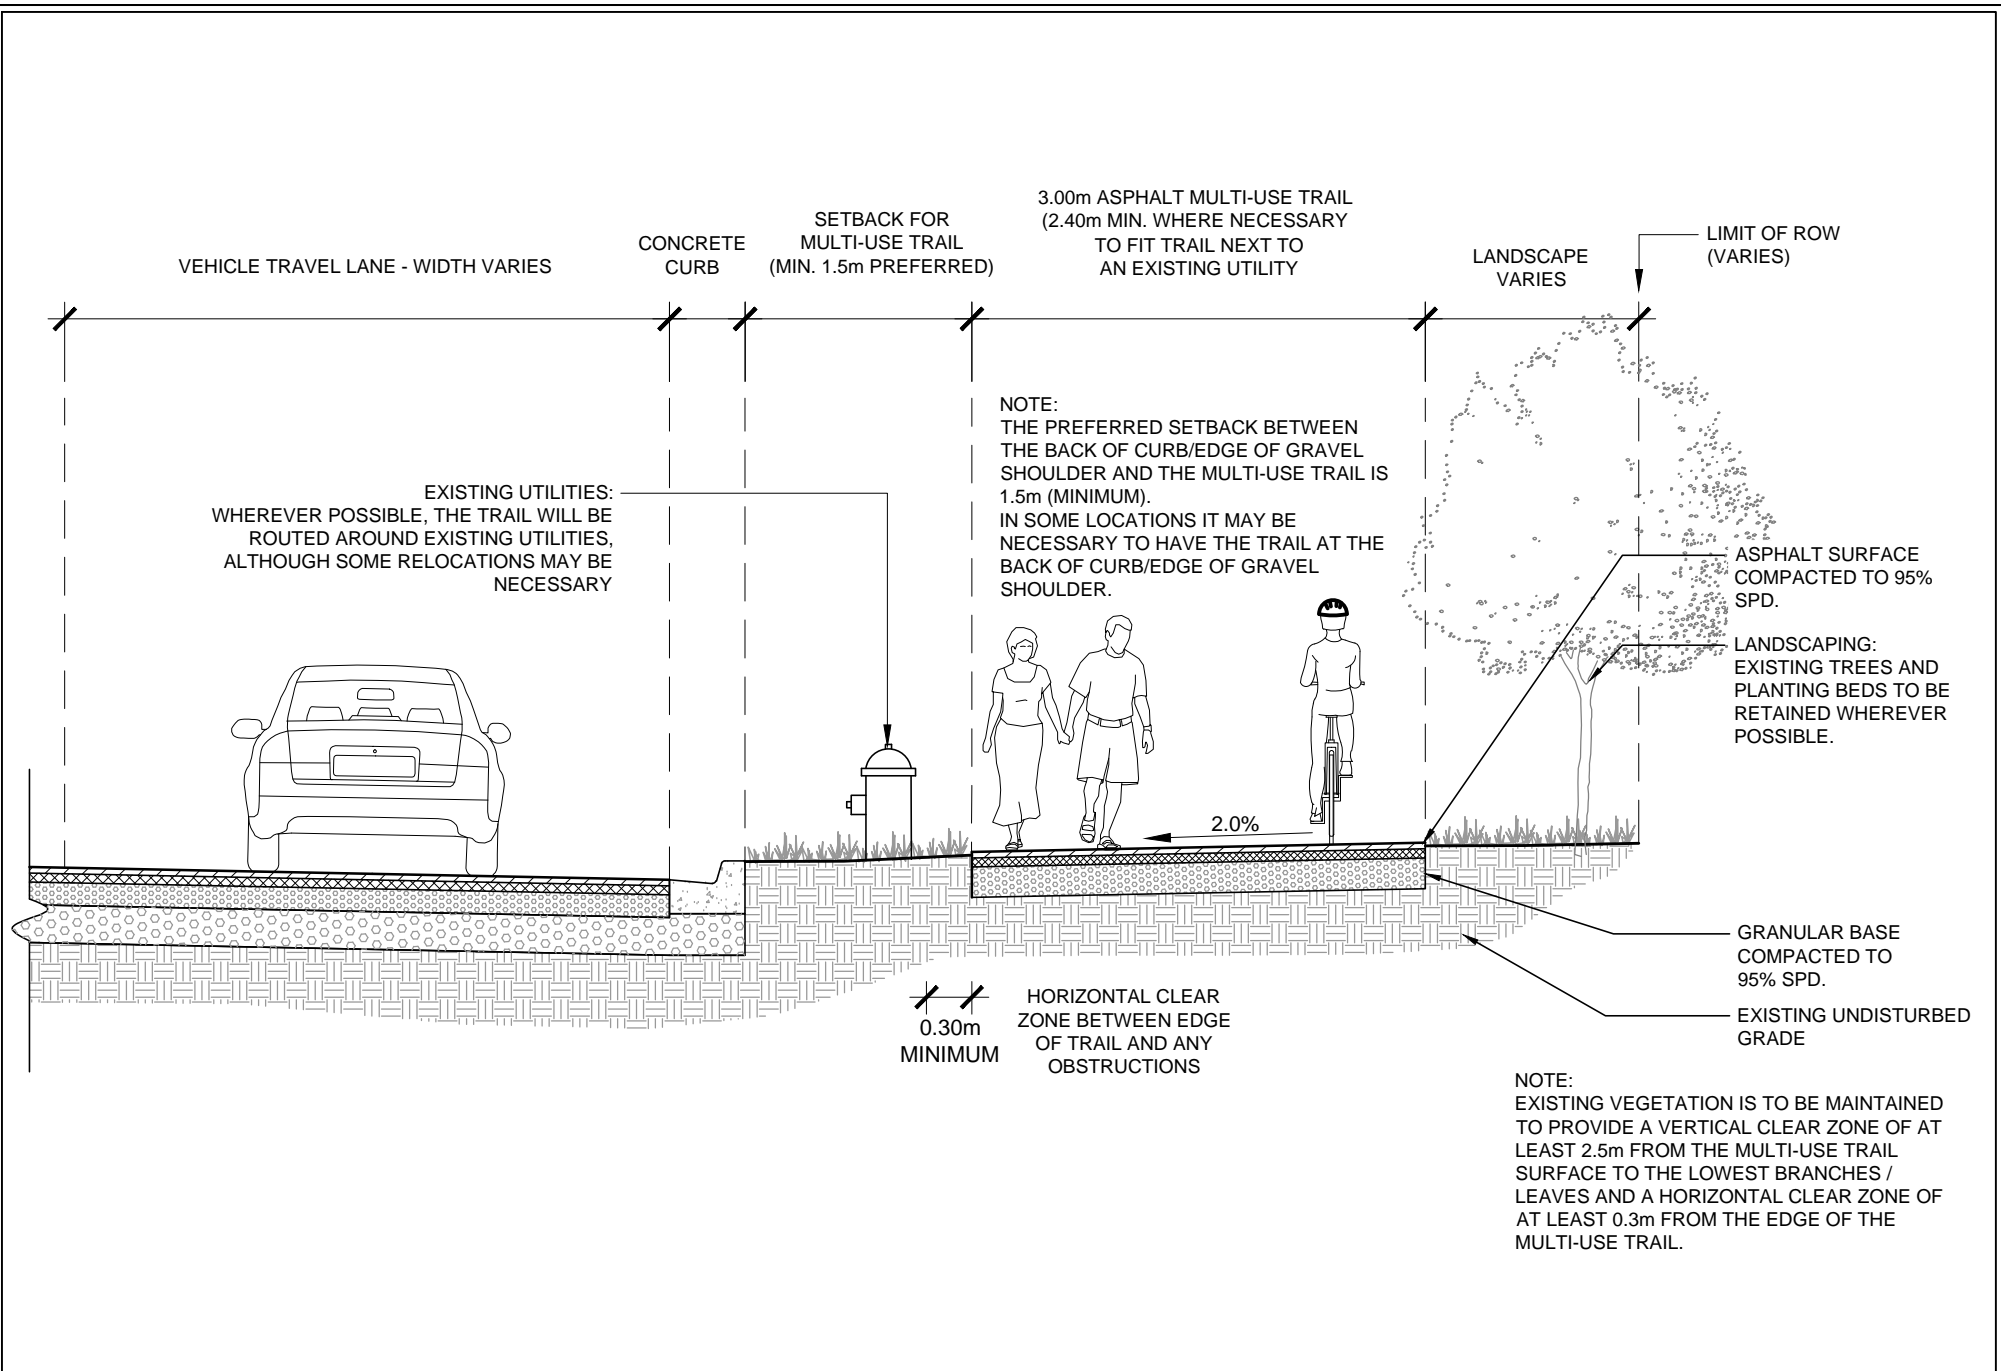 VEHICLE TRAVEL LANE - WIDTH VARIES
CONCRETE
CURB
SETBACK FOR
MULTI-USE TRAIL
(MIN. 1.5m PREFERRED)
3.00m ASPHALT MULTI-USE TRAIL
(2.40m MIN. WHERE NECESSARY
TO FIT TRAIL NEXT TO
AN EXISTING UTILITY
LANDSCAPE
VARIES
LIMIT OF ROW
(VARIES)
NOTE:
THE PREFERRED SETBACK BETWEEN
THE BACK OF CURB/EDGE OF GRAVEL
SHOULDER AND THE MULTI-USE TRAIL IS
1.5m (MINIMUM).
IN SOME LOCATIONS IT MAY BE
NECESSARY TO HAVE THE TRAIL AT THE
BACK OF CURB/EDGE OF GRAVEL
SHOULDER.
EXISTING UTILITIES:
WHEREVER POSSIBLE, THE TRAIL WILL BE
ROUTED AROUND EXISTING UTILITIES,
ALTHOUGH SOME RELOCATIONS MAY BE
NECESSARY
ASPHALT SURFACE
COMPACTED TO 95%
SPD.
LANDSCAPING:
EXISTING TREES AND
PLANTING BEDS TO BE
RETAINED WHEREVER
POSSIBLE.
2.0%
GRANULAR BASE
COMPACTED TO
95% SPD.
EXISTING UNDISTURBED
GRADE
0.30m
MINIMUM
HORIZONTAL CLEAR
ZONE BETWEEN EDGE
OF TRAIL AND ANY
OBSTRUCTIONS
NOTE:
EXISTING VEGETATION IS TO BE MAINTAINED
TO PROVIDE A VERTICAL CLEAR ZONE OF AT
LEAST 2.5m FROM THE MULTI-USE TRAIL
SURFACE TO THE LOWEST BRANCHES /
LEAVES AND A HORIZONTAL CLEAR ZONE OF
AT LEAST 0.3m FROM THE EDGE OF THE
MULTI-USE TRAIL.